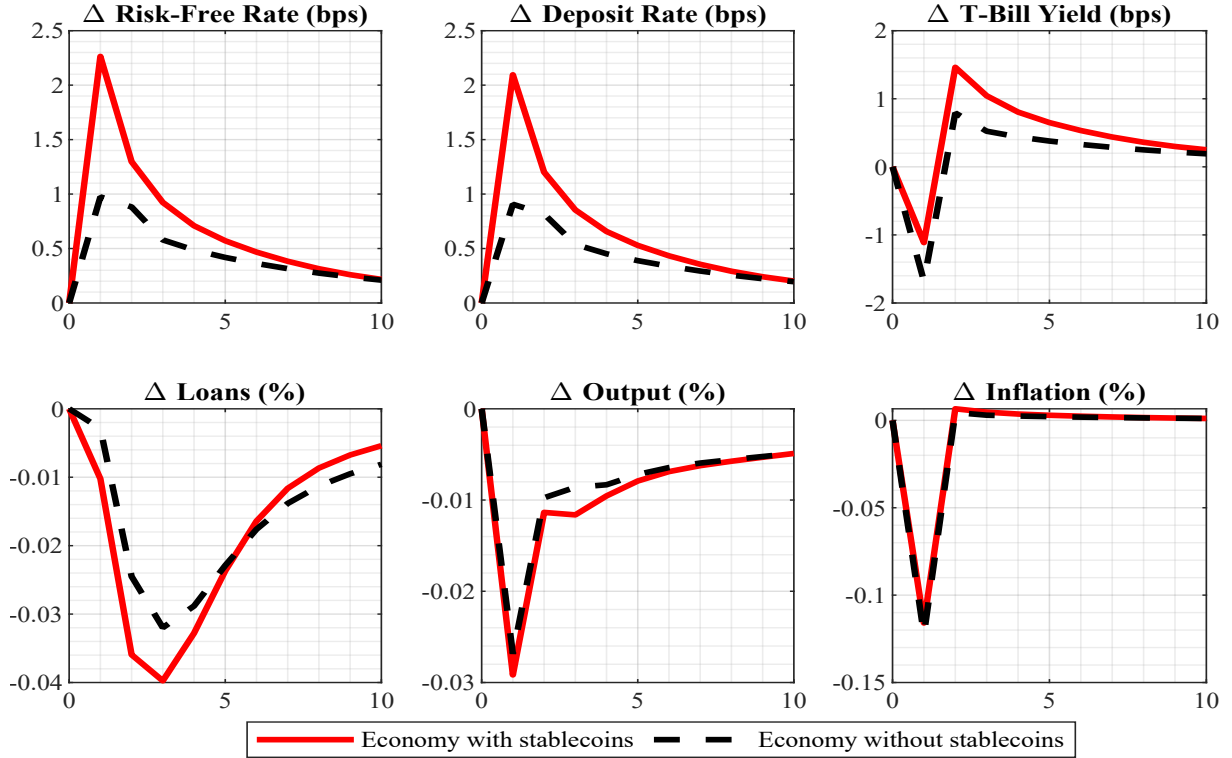 Δ Risk-Free Rate (bps)
Δ Deposit Rate (bps)
Δ T-Bill Yield (bps)
2.5
2
1.5
1
0.5
0
0 5 10
2.5
2
1.5
1
0.5
0
0 5 10
2
1
0
-1
-2
0 5 10
Δ Loans (%)
Δ Output (%)
Δ Inflation (%)
0
-0.01
-0.02
-0.03
-0.04
0 5 10
0
-0.01
-0.02
-0.03
0 5 10
0
-0.05
-0.1
-0.15
0 5 10
Economy with stablecoins
Economy without stablecoins